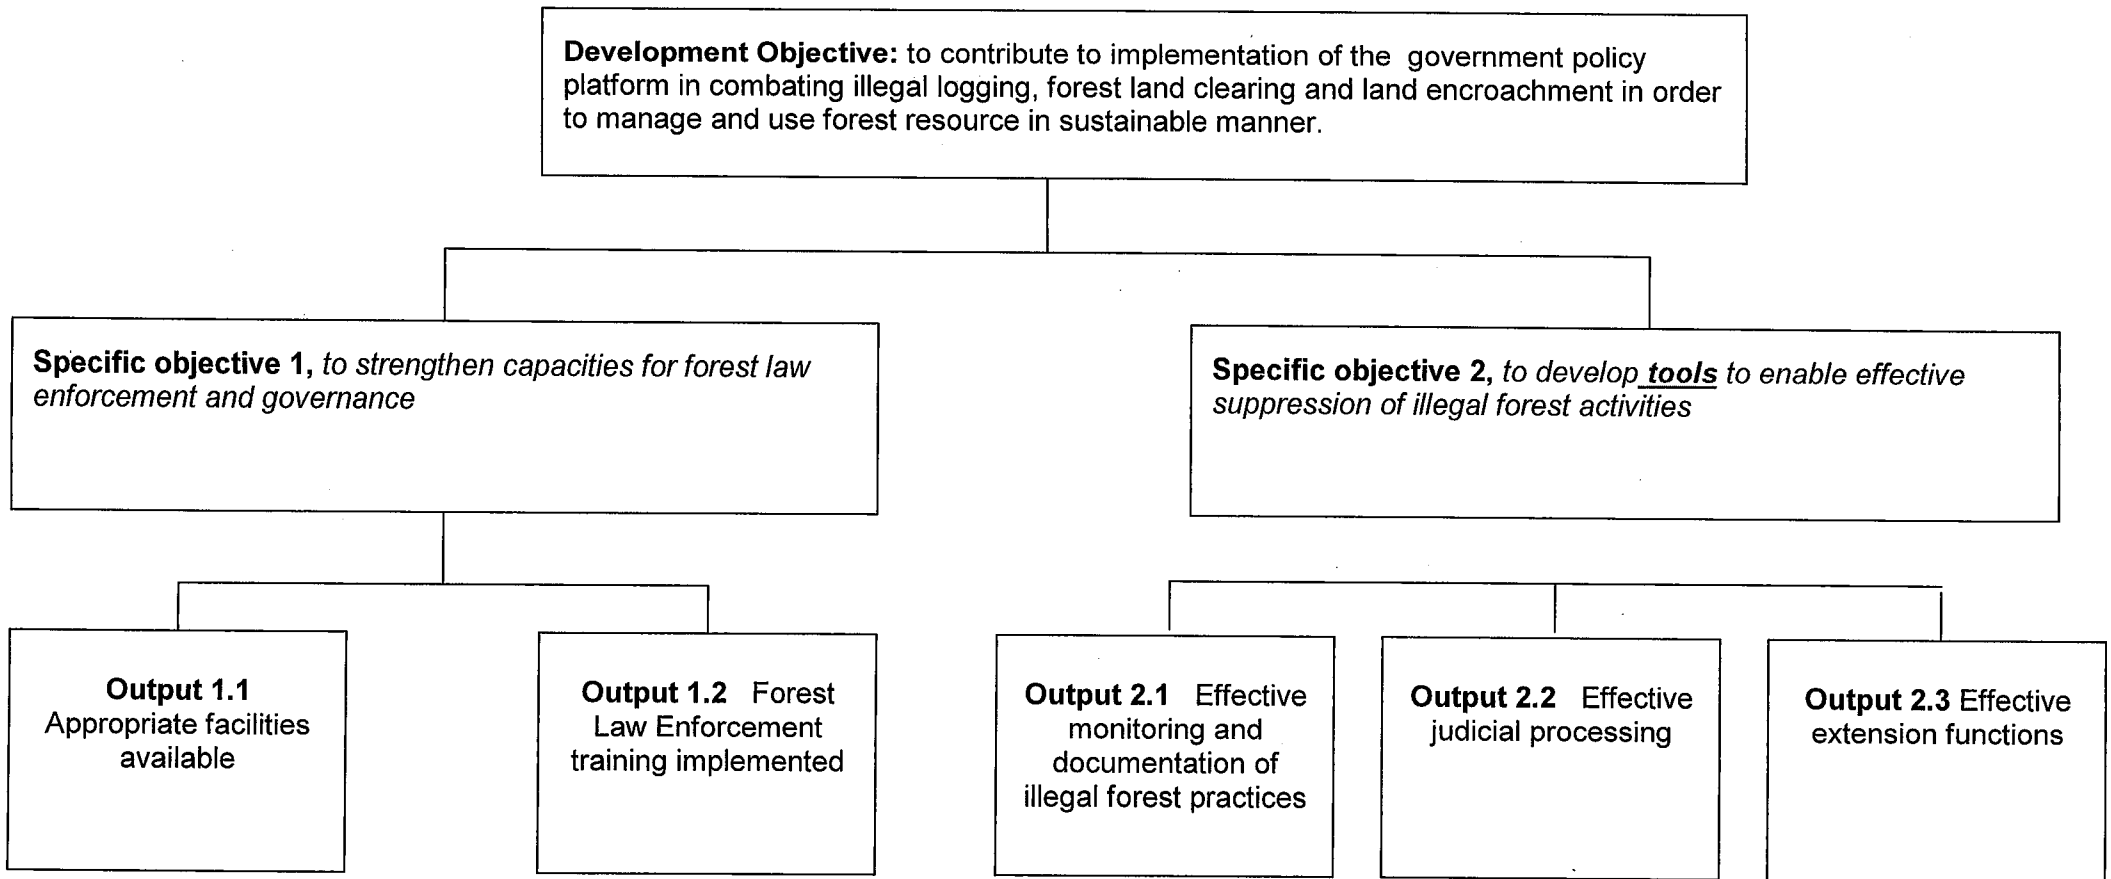 Development Objective: to contribute to implementation of the government policy
platform in combating illegal logging, forest land clearing and land encroachment in order
to manage and use forest resource in sustainable manner.
Specific objective 1, to strengthen capacities for forest law
enforcement and governance
Specific objective 2, to develop tools to enable effective
suppression of illegal forest activities
Output 1.1
Appropriate facilities
available
Output 1.2 Forest
Law Enforcement
training implemented
Output 2.1 Effective
monitoring and
documentation of
illegal forest practices
Output 2.2 Effective
judicial processing
Output 2.3 Effective
extension functions